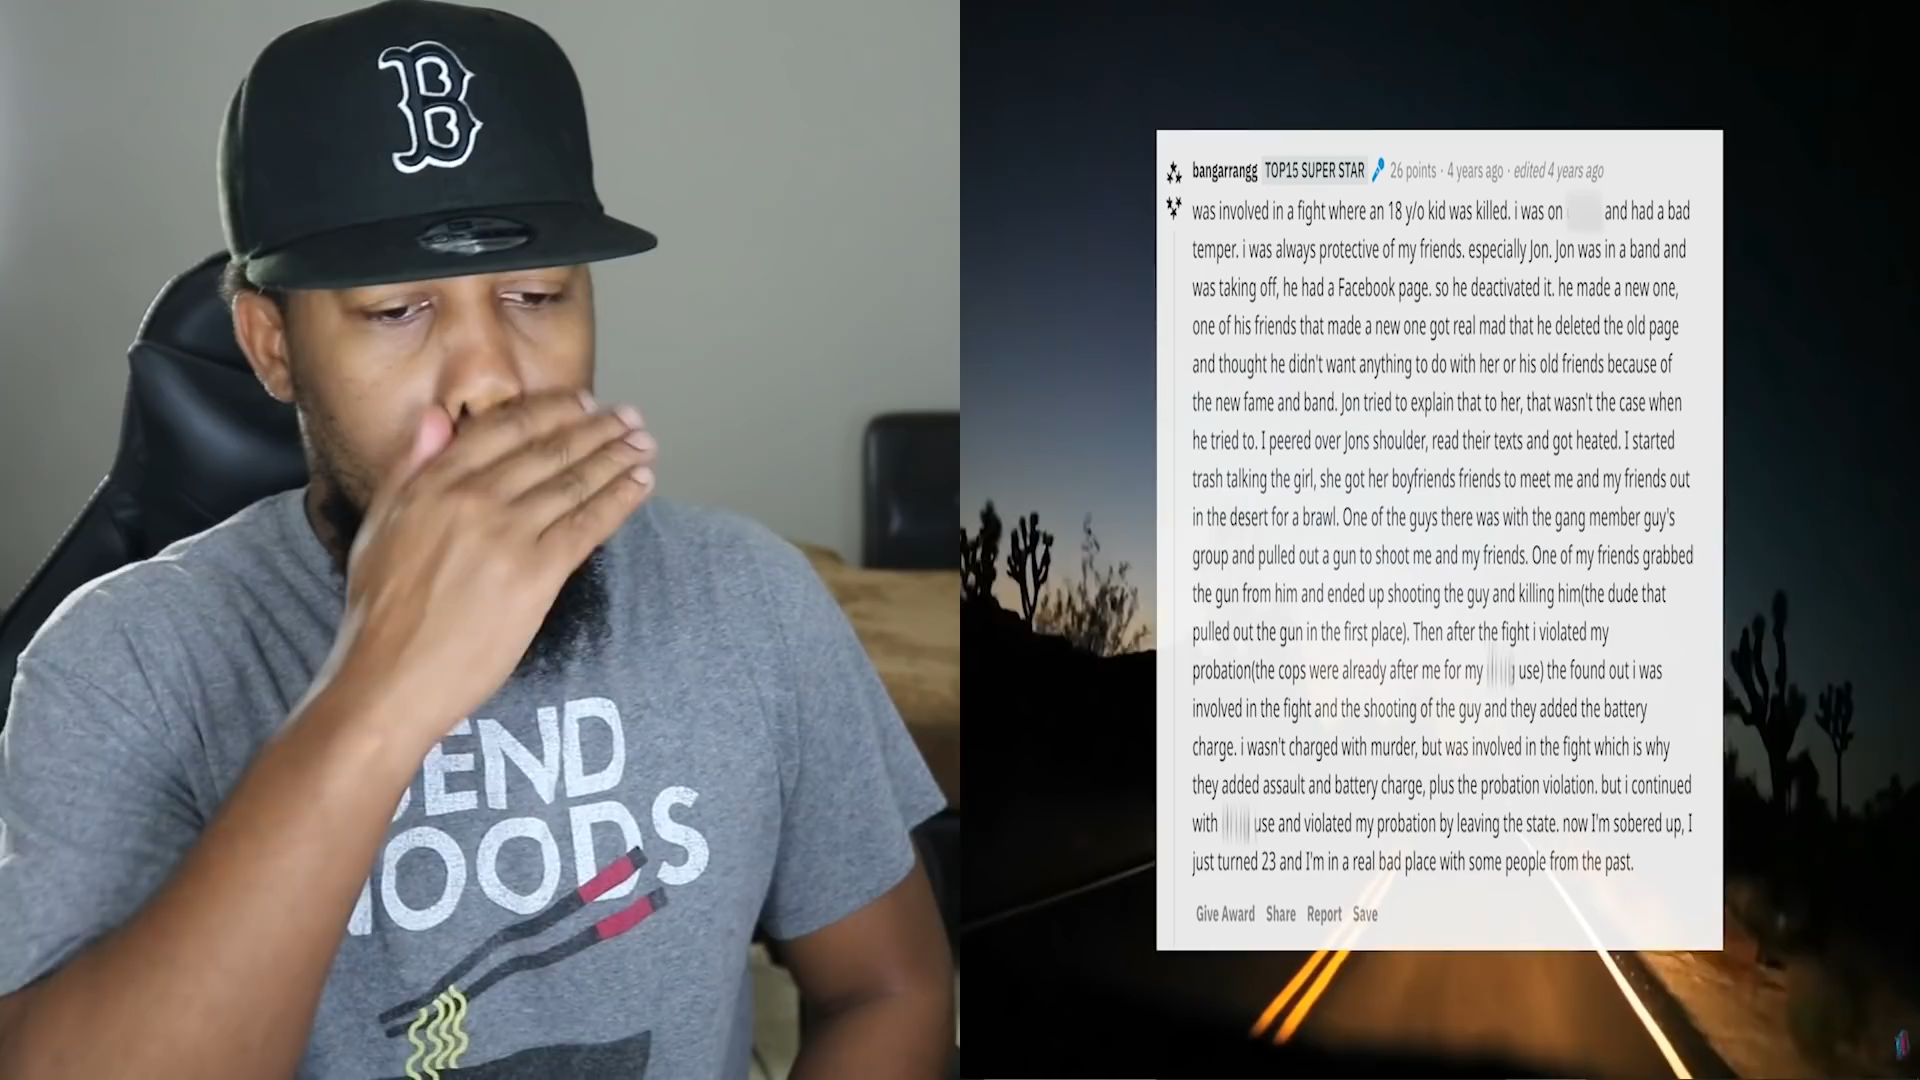 B
SEND
NOODS
bangarrangg TOP15 SUPER STAR 26 points · 4 years ago · edited 4 years ago
was involved in a fight where an 18 y/o kid was killed. i was on and had a bad
temper. i was always protective of my friends. especially Jon. Jon was in a band and
was taking off, he had a Facebook page. so he deactivated it. he made a new one,
one of his friends that made a new one got real mad that he deleted the old page
and thought he didn't want anything to do with her or his old friends because of
the new fame and band. Jon tried to explain that to her, that wasn't the case when
he tried to. I peered over Jons shoulder, read their texts and got heated. I started
trash talking the girl, she got her boyfriends friends to meet me and my friends out
in the desert for a brawl. One of the guys there was with the gang member guy's
group and pulled out a gun to shoot me and my friends. One of my friends grabbed
the gun from him and ended up shooting the guy and killing him(the dude that
pulled out the gun in the first place). Then after the fight i violated my
probation(the cops were already after me for my use) the found out i was
involved in the fight and the shooting of the guy and they added the battery
charge. i wasn't charged with murder, but was involved in the fight which is why
they added assault and battery charge, plus the probation violation. but i continued
with use and violated my probation by leaving the state. now I'm sobered up, I
just turned 23 and I'm in a real bad place with some people from the past.
Give Award Share Report Save